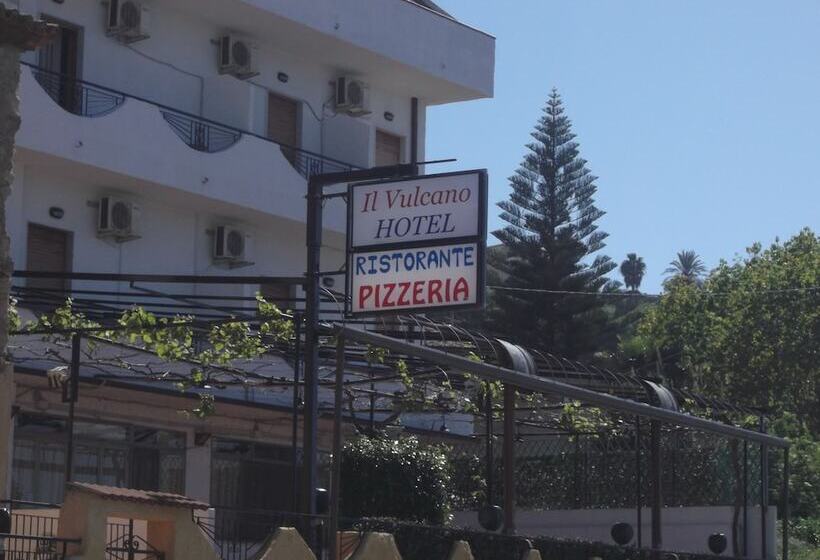 Il Vulcano
HOTEL
RISTORANTE
PIZZERIA